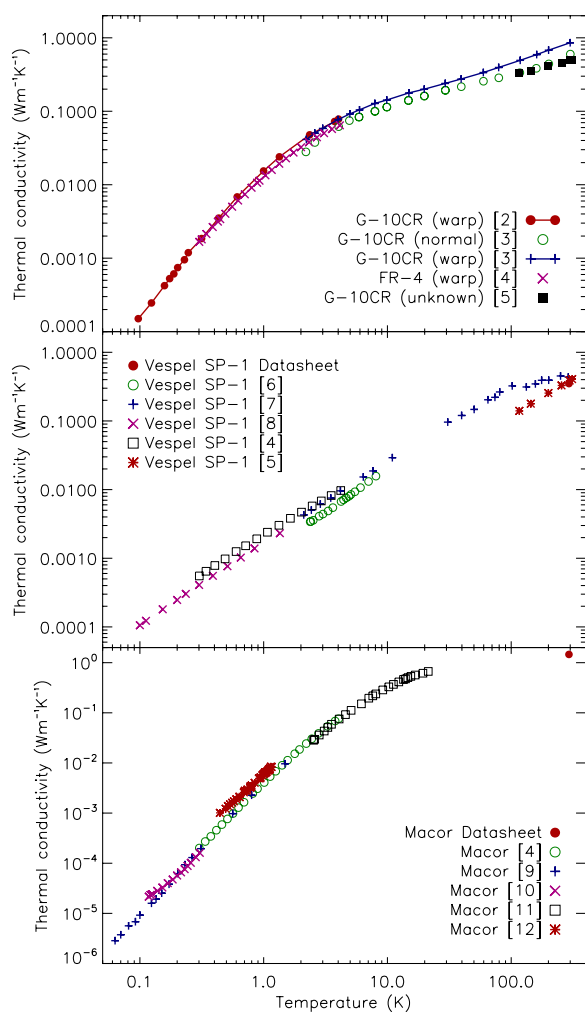 Thermal conductivity (Wm⁻¹K⁻¹)
1.0000
0.1000
0.0100
0.0010
0.0001
G-10CR (warp) [2]
G-10CR (normal) [3]
G-10CR (warp) [3]
FR-4 (warp) [4]
G-10CR (unknown) [5]
Thermal conductivity (Wm⁻¹K⁻¹)
1.0000
0.1000
0.0100
0.0010
0.0001
Vespel SP-1 Datasheet
Vespel SP-1 [6]
Vespel SP-1 [7]
Vespel SP-1 [8]
Vespel SP-1 [4]
Vespel SP-1 [5]
Thermal conductivity (Wm⁻¹K⁻¹)
10⁰
10⁻¹
10⁻²
10⁻³
10⁻⁴
10⁻⁵
10⁻⁶
Macor Datasheet
Macor [4]
Macor [9]
Macor [10]
Macor [11]
Macor [12]
0.1 1.0 10.0 100.0
Temperature (K)